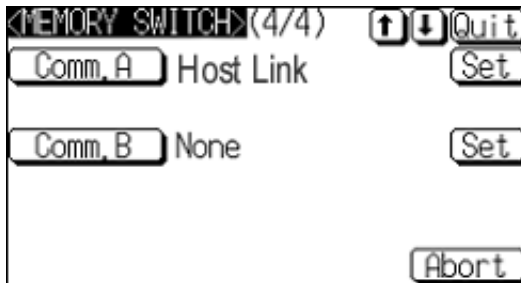 <MEMORY SWITCH>(4/4) ↑ ↓ Quit
Comm.A Host Link Set
Comm.B None Set
Abort